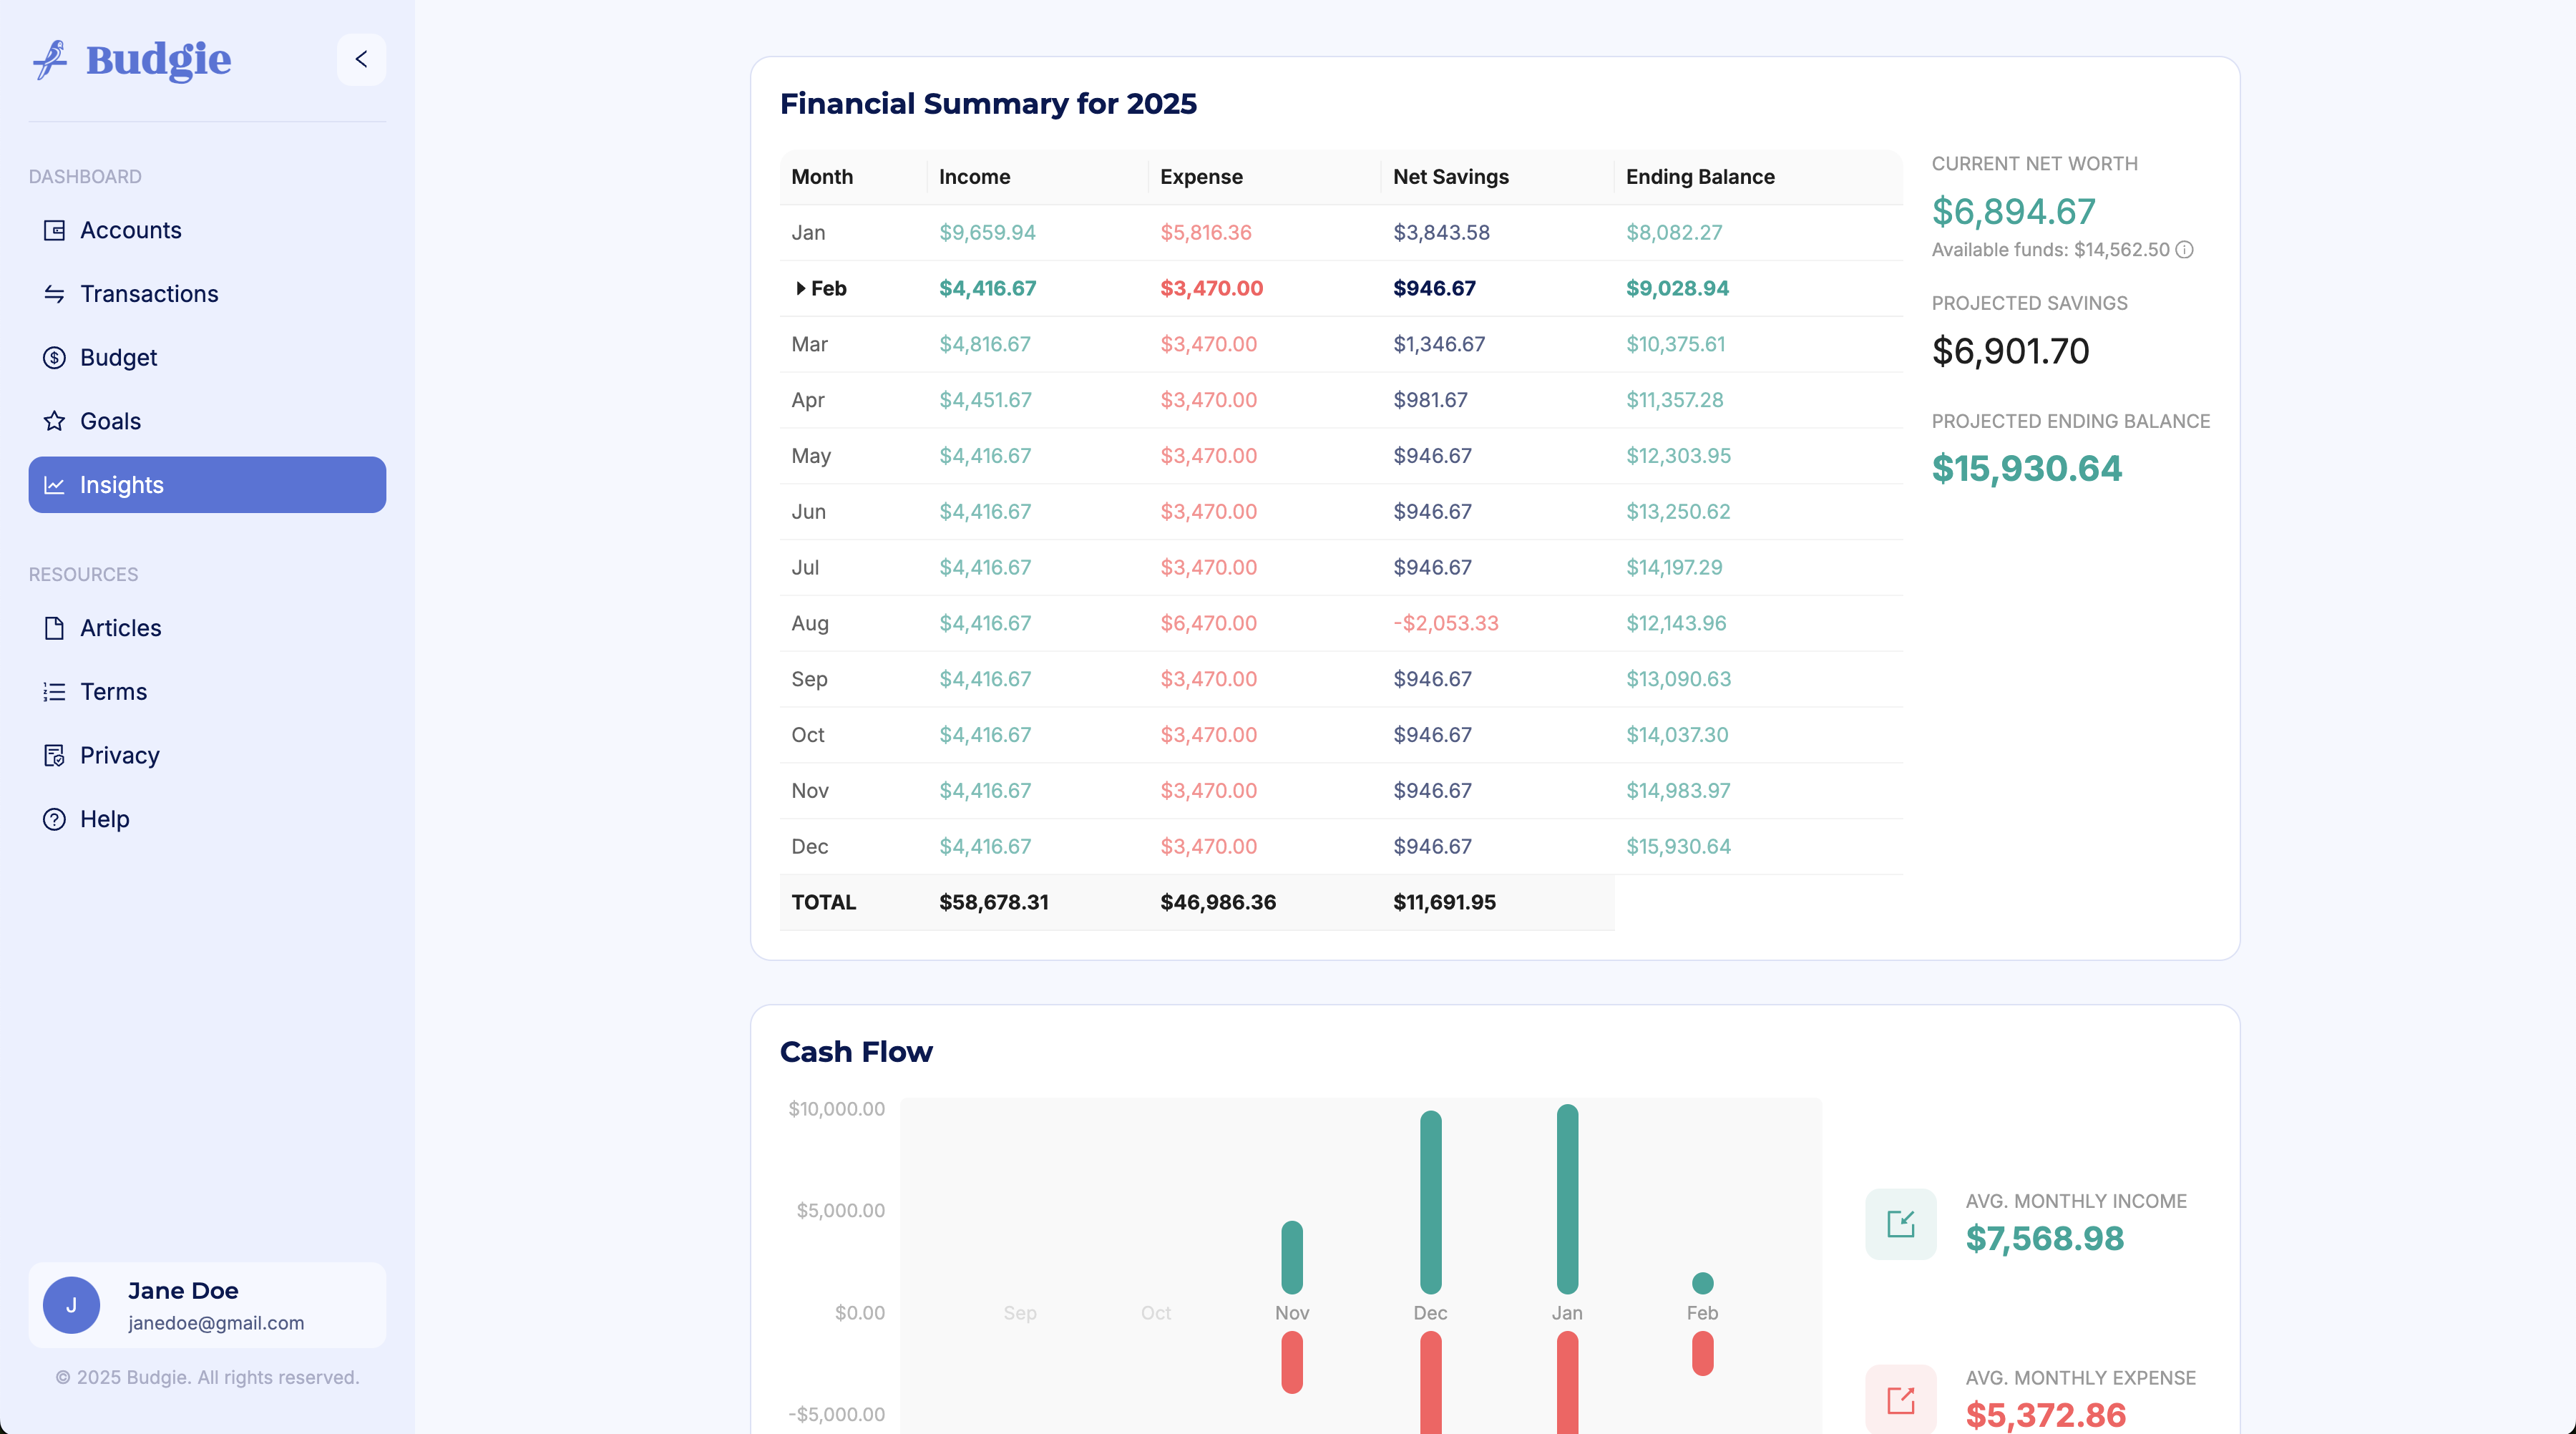 Budgie
DASHBOARD
Accounts
Transactions
Budget
Goals
Insights
RESOURCES
Articles
Terms
Privacy
Help
J
Jane Doe
janedoe@gmail.com
© 2025 Budgie. All rights reserved.
Financial Summary for 2025
Month Income Expense Net Savings Ending Balance
Jan $9,659.94 $5,816.36 $3,843.58 $8,082.27
Feb $4,416.67 $3,470.00 $946.67 $9,028.94
Mar $4,816.67 $3,470.00 $1,346.67 $10,375.61
Apr $4,451.67 $3,470.00 $981.67 $11,357.28
May $4,416.67 $3,470.00 $946.67 $12,303.95
Jun $4,416.67 $3,470.00 $946.67 $13,250.62
Jul $4,416.67 $3,470.00 $946.67 $14,197.29
Aug $4,416.67 $6,470.00 -$2,053.33 $12,143.96
Sep $4,416.67 $3,470.00 $946.67 $13,090.63
Oct $4,416.67 $3,470.00 $946.67 $14,037.30
Nov $4,416.67 $3,470.00 $946.67 $14,983.97
Dec $4,416.67 $3,470.00 $946.67 $15,930.64
TOTAL $58,678.31 $46,986.36 $11,691.95
CURRENT NET WORTH
$6,894.67
Available funds: $14,562.50
PROJECTED SAVINGS
$6,901.70
PROJECTED ENDING BALANCE
$15,930.64
Cash Flow
$10,000.00
$5,000.00
$0.00
-$5,000.00
Sep Oct Nov Dec Jan Feb
AVG. MONTHLY INCOME
$7,568.98
AVG. MONTHLY EXPENSE
$5,372.86